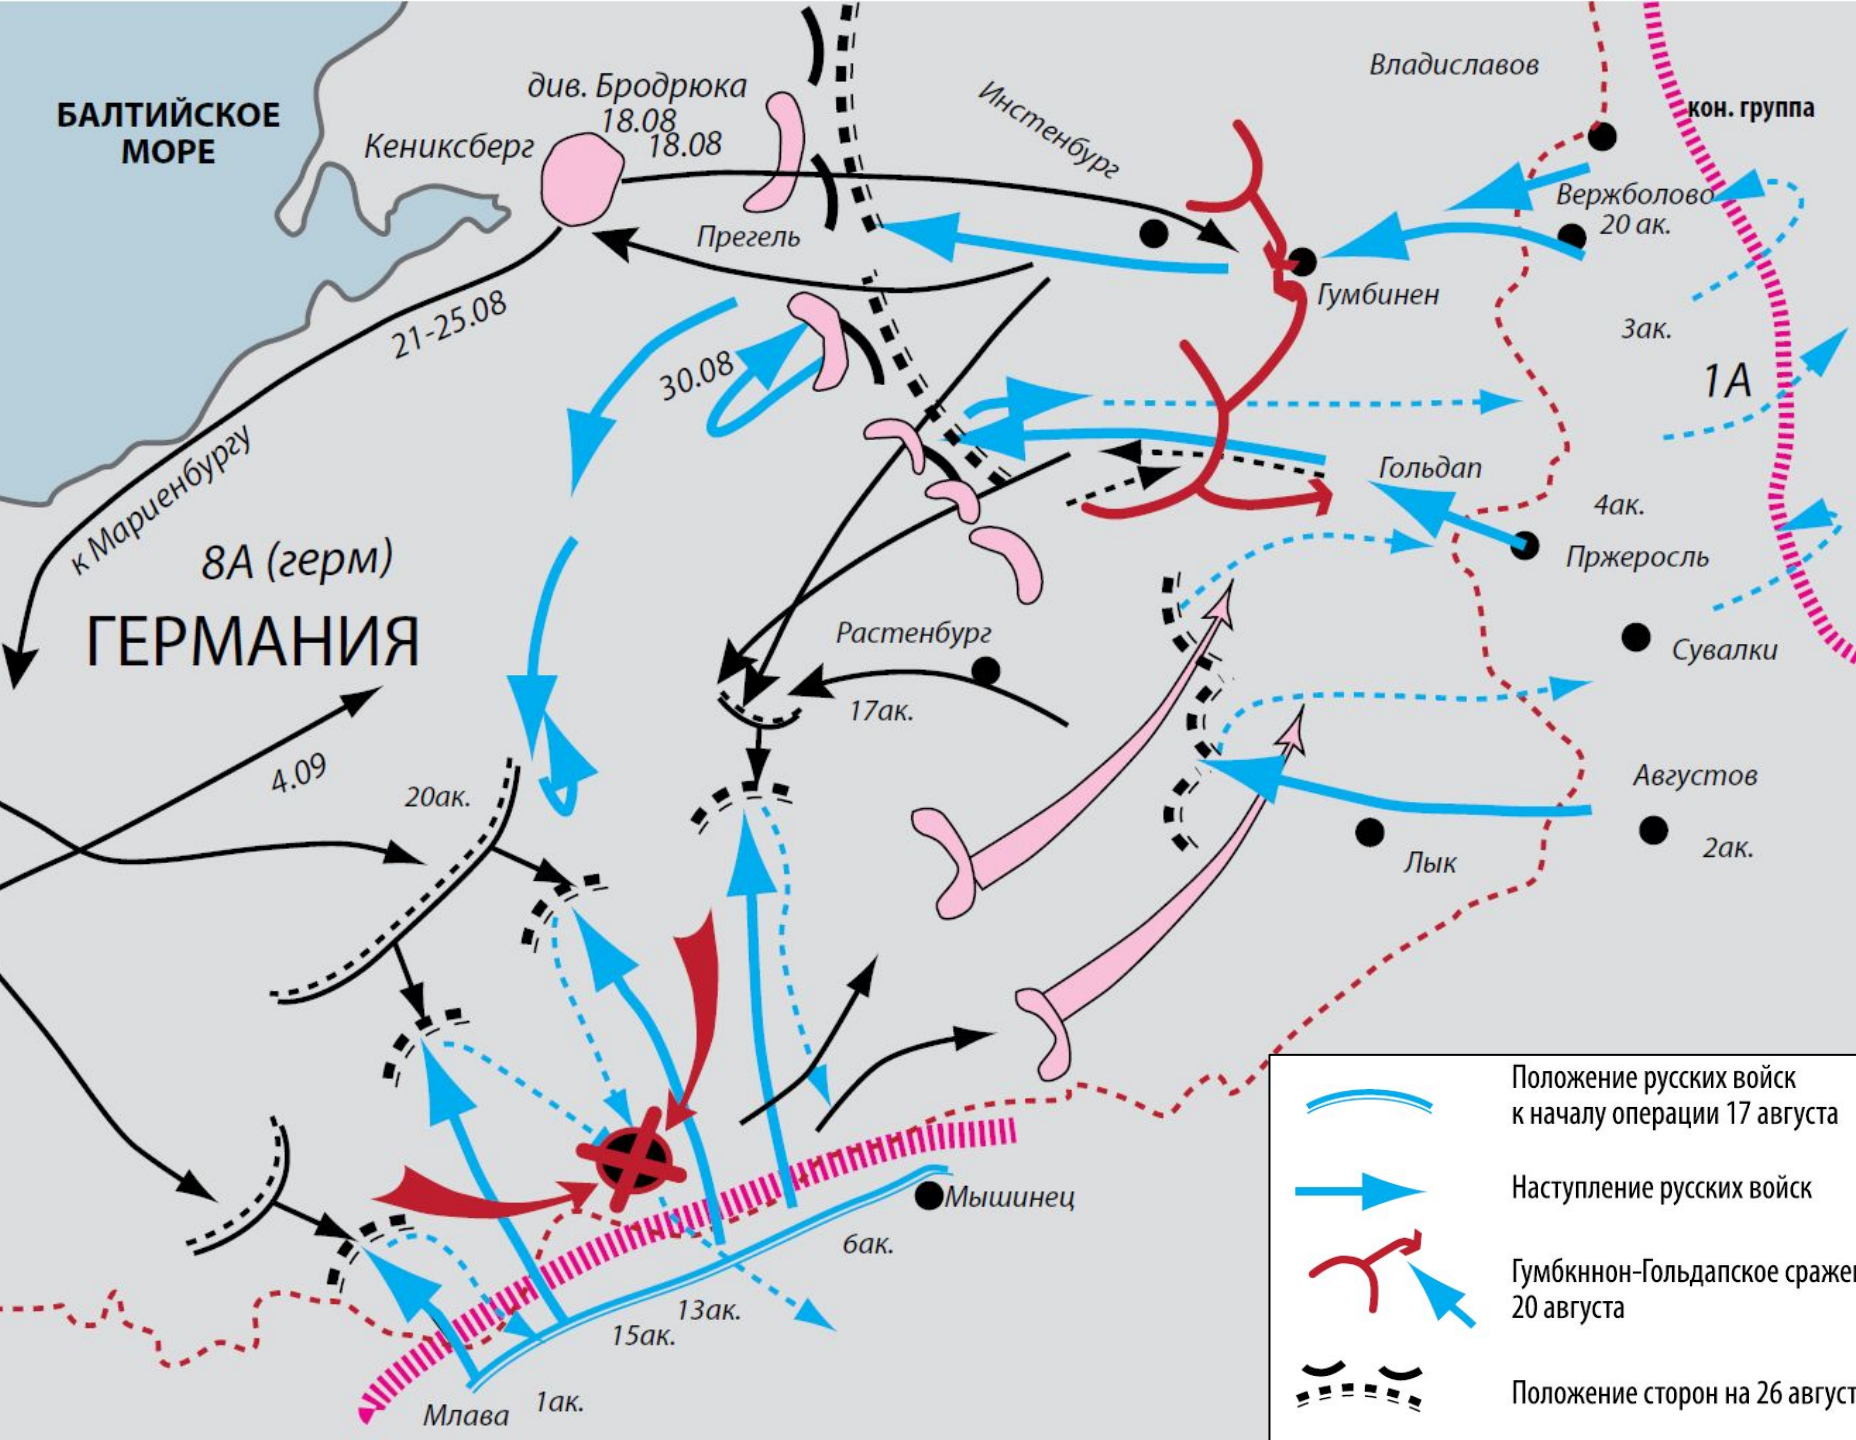 Владиславов
БАЛТИЙСКОЕ
МОРЕ
див. Бродрюка
18.08
18.08
Кениксберг
Инстенбург
кон. группа
Вержболово
20 ак.
Прегель
Гумбинен
21-25.08
3ак.
30.08
1А
к Мариенбургу
Гольдап
4ак.
8А (герм)
Пржеросль
ГЕРМАНИЯ
Растенбург
Сувалки
17ак.
4.09
20ак.
Августов
Лык
2ак.
Мышинец
6ак.
13ак.
15ак.
1ак.
Млава
Положение русских войск
к началу операции 17 августа
Наступление русских войск
Гумбкннон-Гольдапское сраже
20 августа
Положение сторон на 26 август